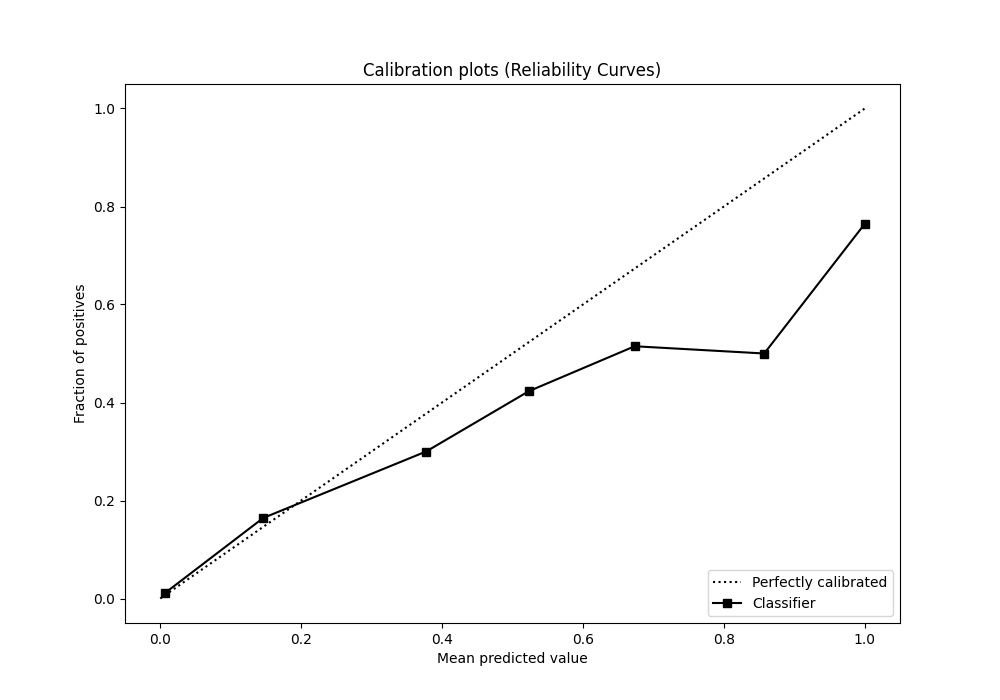 Calibration plots (Reliability Curves)
1.0
0.8
0.6
0.4
0.2
0.0
Fraction of positives
0.0 0.2 0.4 0.6 0.8 1.0
Mean predicted value
Perfectly calibrated
Classifier